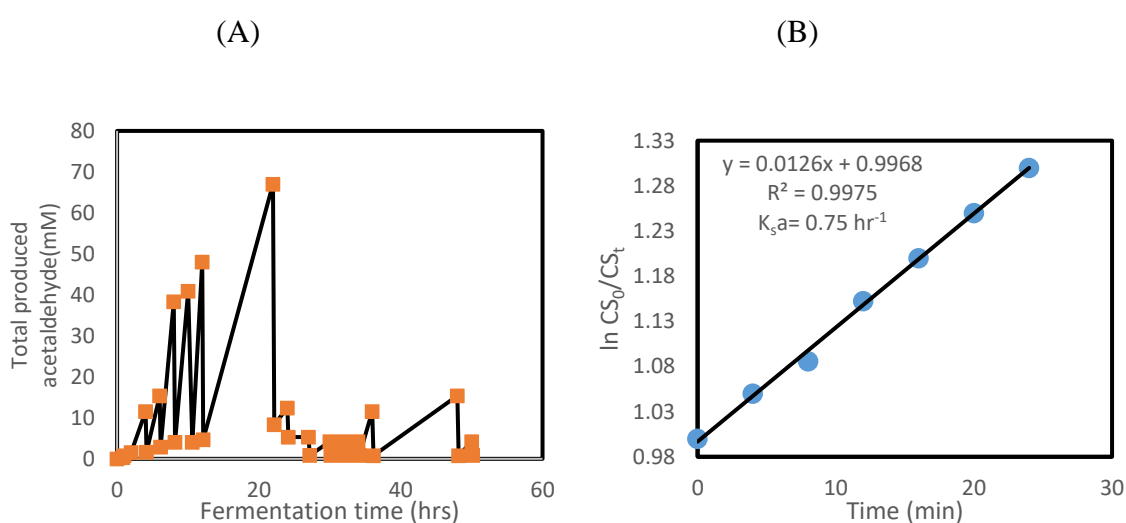 (A)
(B)
Total produced
acetaldehyde(mM)
80
70
60
50
40
30
20
10
0
0 20 40 60
Fermentation time (hrs)
ln CS₀/CSₜ
1.33
1.28
1.23
1.18
1.13
1.08
1.03
0.98
y = 0.0126x + 0.9968
R² = 0.9975
Kₛa= 0.75 hr⁻¹
0 10 20 30
Time (min)